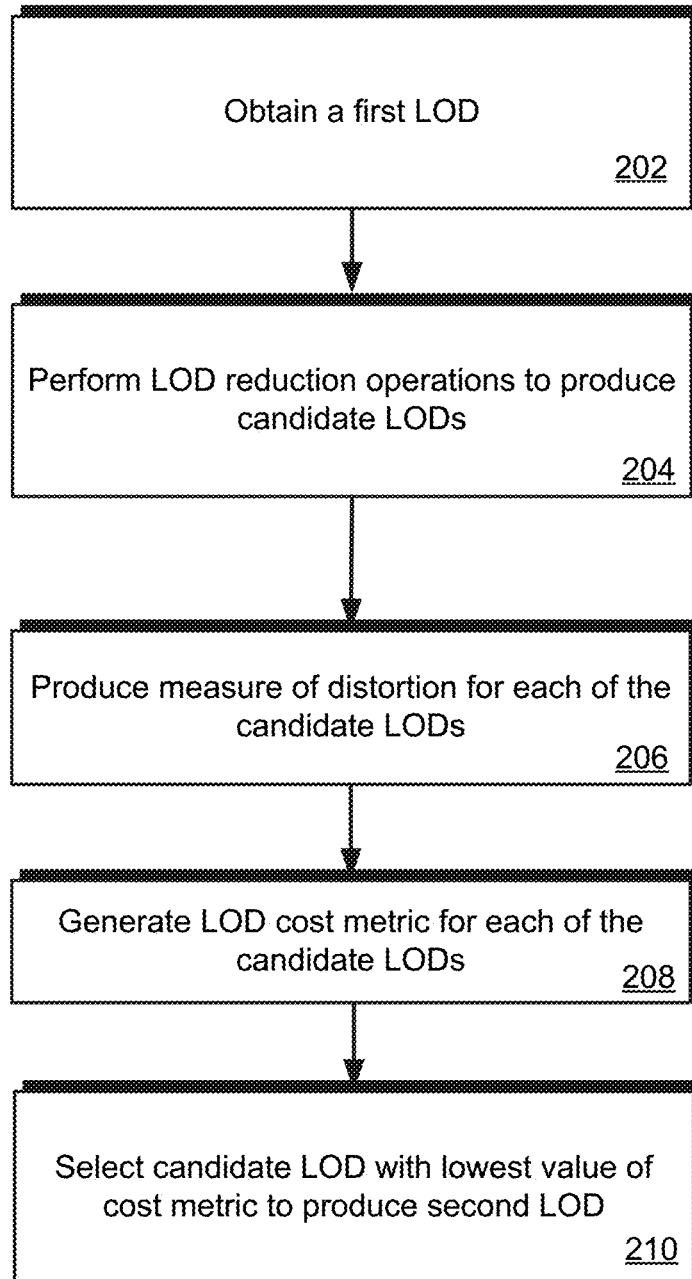 Obtain a first LOD
202
Perform LOD reduction operations to produce
candidate LODs
204
Produce measure of distortion for each of the
candidate LODs
206
Generate LOD cost metric for each of the
candidate LODs
208
Select candidate LOD with lowest value of
cost metric to produce second LOD
210